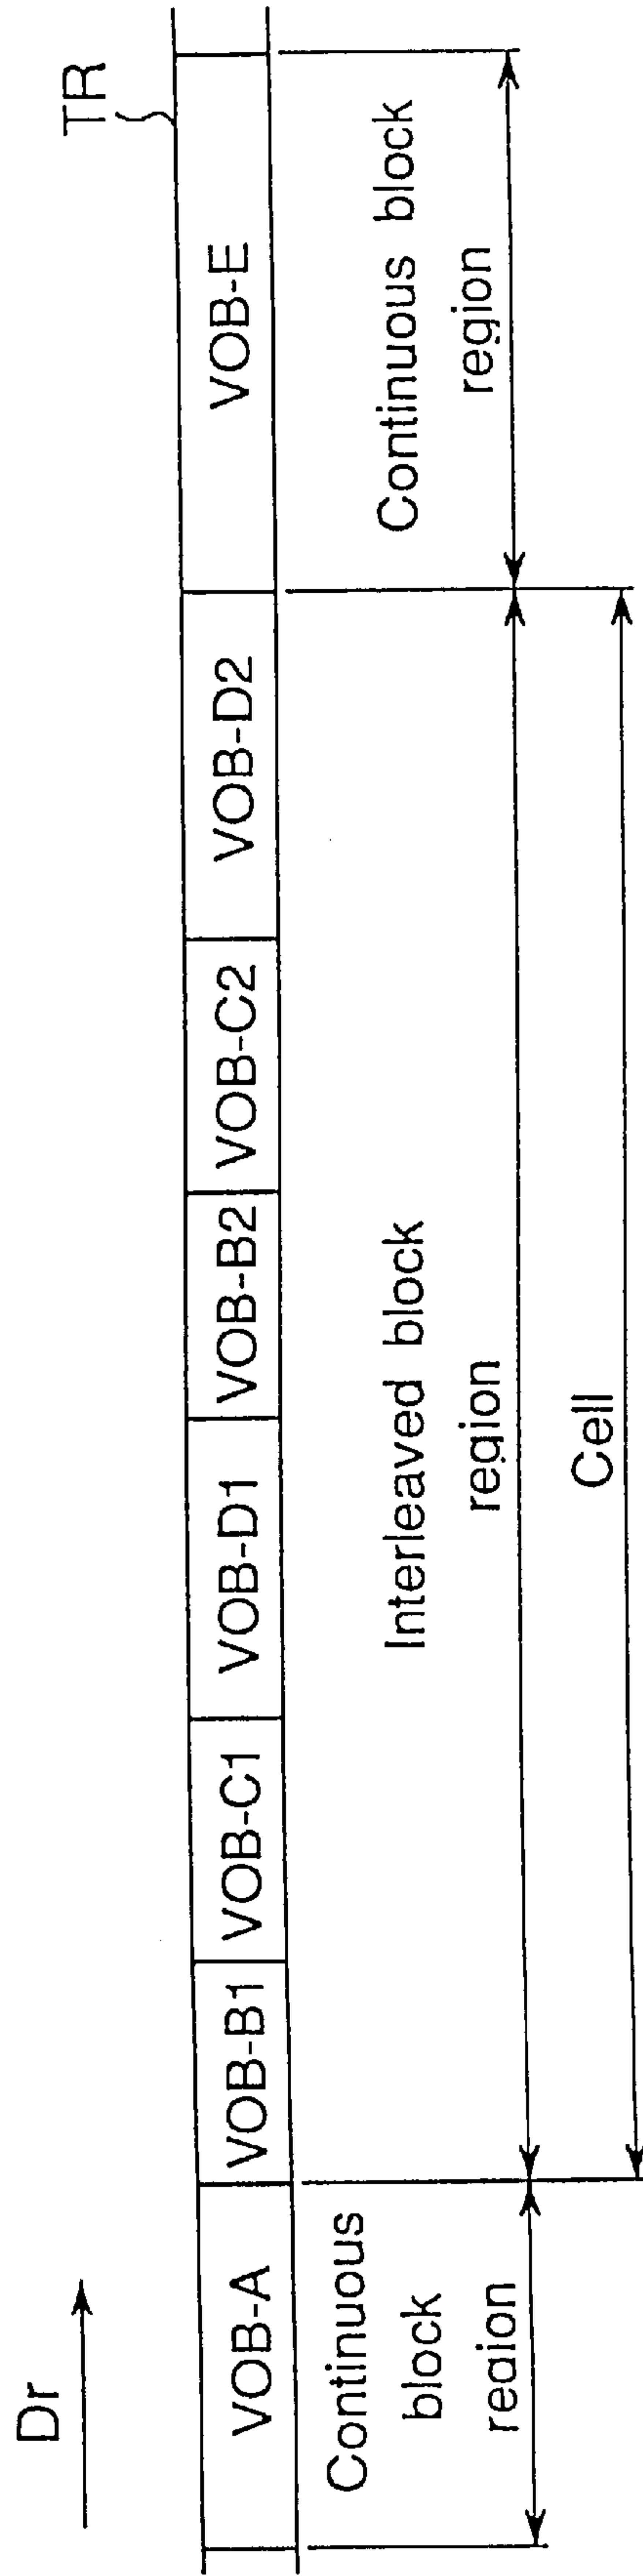 Dr
TR
VOB-A
VOB-B1
VOB-C1
VOB-D1
VOB-B2
VOB-C2
VOB-D2
VOB-E
Continuous
block
region
Interleaved block
region
Continuous block
region
Cell